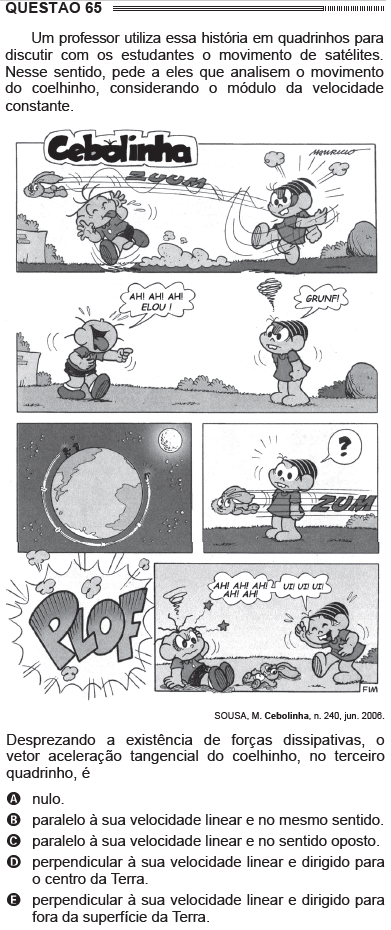 QUESTÃO 65
Um professor utiliza essa história em quadrinhos para
discutir com os estudantes o movimento de satélites.
Nesse sentido, pede a eles que analisem o movimento
do coelhinho, considerando o módulo da velocidade
constante.
Cebolinha
MAURICIO
ZUUM
AH! AH! AH!
ELOU !
GRUNF!
?
ZUM
PLOF
AH! AH! AH!
AH! AH!
UI! UI! UI!
FIM
SOUSA, M. Cebolinha, n. 240, jun. 2006.
Desprezando a existência de forças dissipativas, o
vetor aceleração tangencial do coelhinho, no terceiro
quadrinho, é
A nulo.
B paralelo à sua velocidade linear e no mesmo sentido.
C paralelo à sua velocidade linear e no sentido oposto.
D perpendicular à sua velocidade linear e dirigido para
o centro da Terra.
E perpendicular à sua velocidade linear e dirigido para
fora da superfície da Terra.